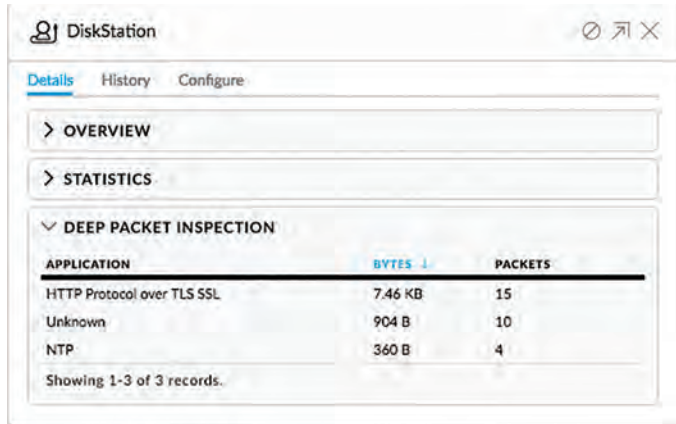 DiskStation
Details History Configure
OVERVIEW
STATISTICS
DEEP PACKET INSPECTION
APPLICATION BYTES ↓ PACKETS
HTTP Protocol over TLS SSL 7.46 KB 15
Unknown 904 B 10
NTP 360 B 4
Showing 1-3 of 3 records.